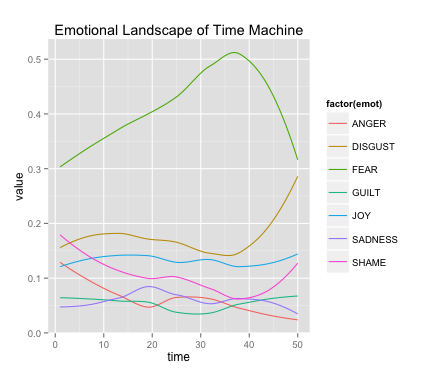 Emotional Landscape of Time Machine
0.5
0.4
0.3
0.2
0.1
0.0
value
0
10
20
30
40
50
time
factor(emot)
ANGER
DISGUST
FEAR
GUILT
JOY
SADNESS
SHAME